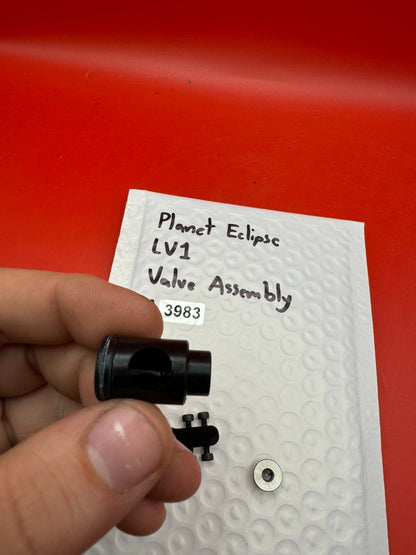 Planet Eclipse
LV1
Valve Assembly
3983